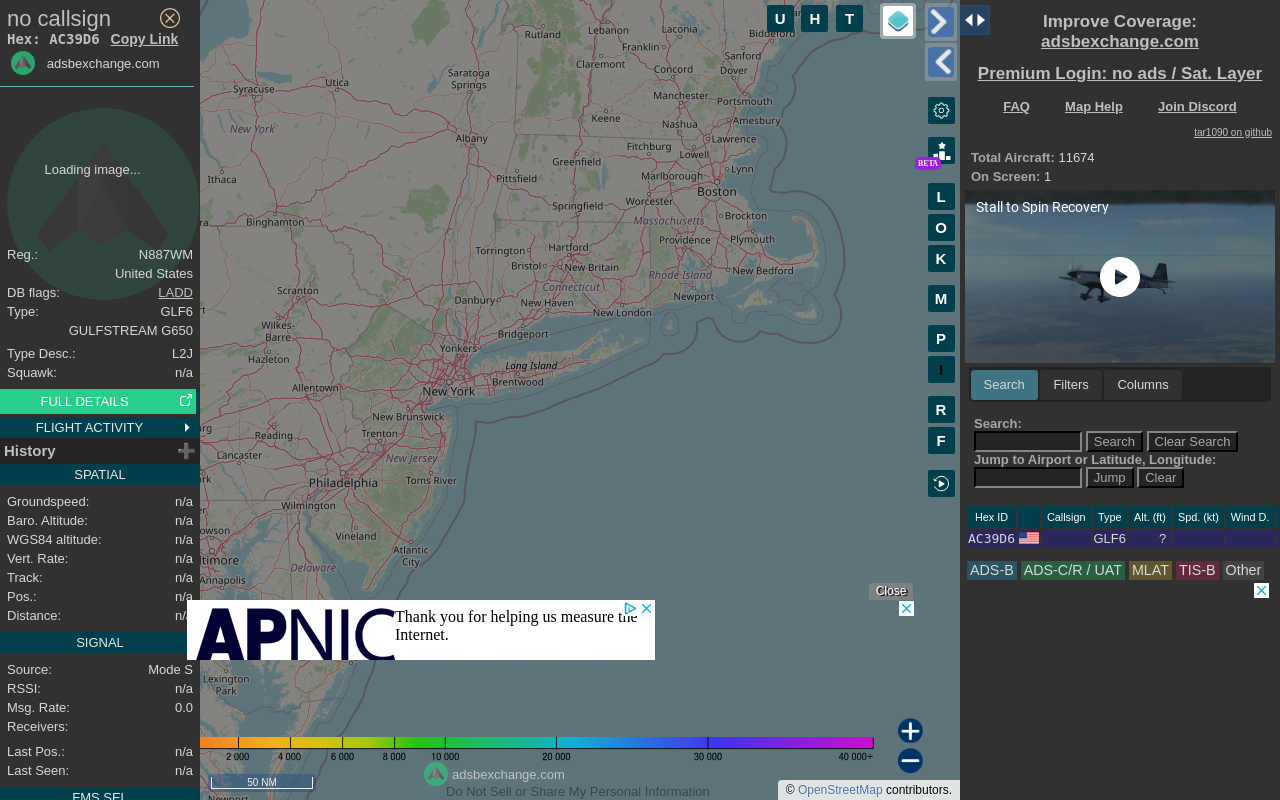 no callsign
Hex: AC39D6 Copy Link
adsbexchange.com
Loading image...
Reg.: N887WM
United States
DB flags: LADD
Type: GLF6
GULFSTREAM G650
Type Desc.: L2J
Squawk: n/a
FULL DETAILS
FLIGHT ACTIVITY
History
SPATIAL
Groundspeed: n/a
Baro. Altitude: n/a
WGS84 altitude: n/a
Vert. Rate: n/a
Track: n/a
Pos.: n/a
Distance: n/a
SIGNAL
Source: Mode S
RSSI: n/a
Msg. Rate: 0.0
Receivers:
Last Pos.: n/a
Last Seen: n/a
FMS SEL
U H T
L
O
K
M
P
I
R
F
BETA
Rutland
Lebanon
Laconia
Biddeford
Franklin
Claremont
Concord
Sanford
Dover
Saratoga
Springs
Utica
Syracuse
Manchester
Portsmouth
Keene
Nashua
Amesbury
New York
Albany
Fitchburg
Lawrence
Lowell
Greenfield
Lynn
Ithaca
Pittsfield
Marlborough
Boston
Worcester
Springfield
Massachusetts
Brockton
Binghamton
Torrington
Hartford
Providence
Plymouth
Bristol
New Britain
Rhode Island
New Bedford
Connecticut
Scranton
Danbury
New Haven
New London
Newport
Wilkes-
Barre
Bridgeport
Hazleton
Yonkers
Long Island
Brentwood
Allentown
New York
New Brunswick
Reading
Trenton
Lancaster
New Jersey
Toms River
Philadelphia
Wilmington
Vineland
Atlantic
City
Annapolis
Delaware
Lexington
Park
Close
APNIC
Thank you for helping us measure the
Internet.
2 000 4 000 6 000 8 000 10 000 20 000 30 000 40 000+
50 NM
adsbexchange.com
Do Not Sell or Share My Personal Information
© OpenStreetMap contributors.
Improve Coverage:
adsbexchange.com
Premium Login: no ads / Sat. Layer
FAQ Map Help Join Discord
tar1090 on github
Total Aircraft: 11674
On Screen: 1
Stall to Spin Recovery
Search Filters Columns
Search:
Search Clear Search
Jump to Airport or Latitude, Longitude:
Jump Clear
Hex ID Callsign Type Alt. (ft) Spd. (kt) Wind D.
AC39D6 GLF6 ?
ADS-B ADS-C/R / UAT MLAT TIS-B Other